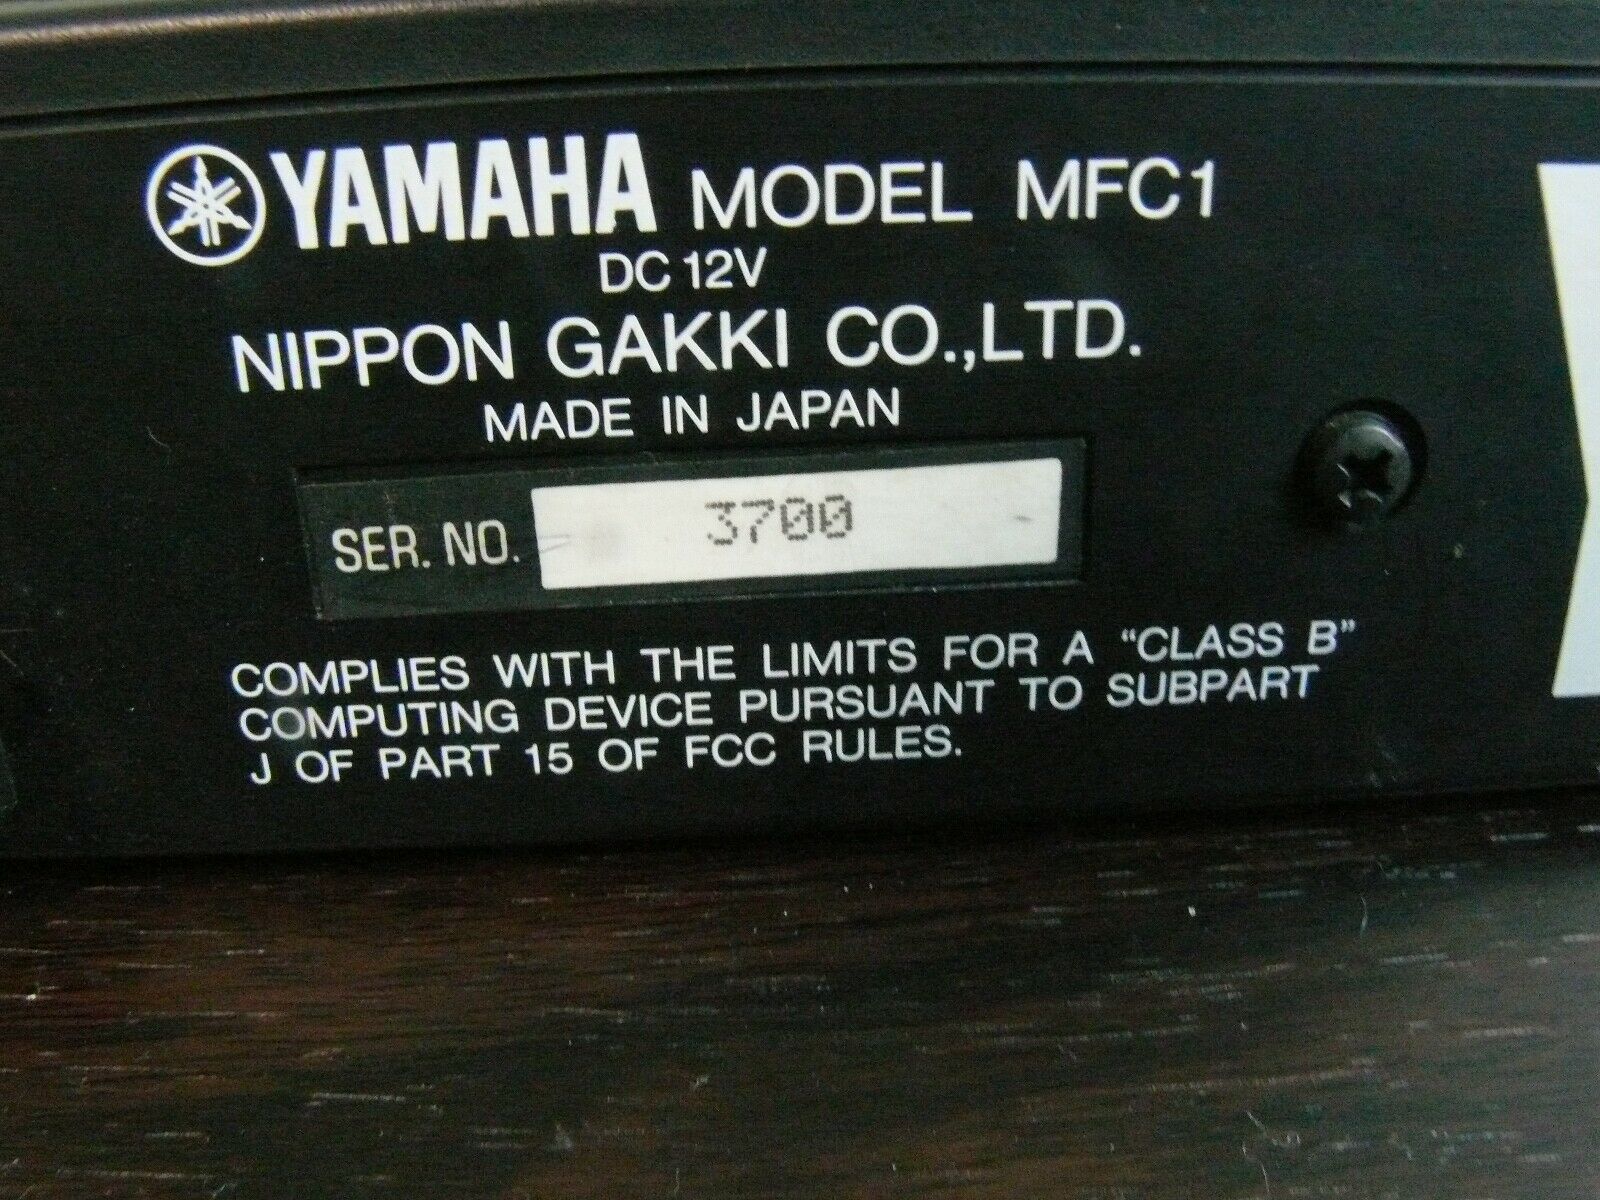 YAMAHA MODEL MFC1
DC 12V
NIPPON GAKKI CO.,LTD.
MADE IN JAPAN
SER. NO. 3700
COMPLIES WITH THE LIMITS FOR A “CLASS B”
COMPUTING DEVICE PURSUANT TO SUBPART
J OF PART 15 OF FCC RULES.